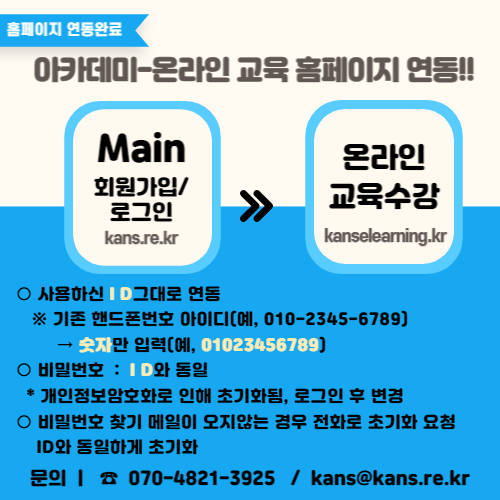 홈페이지 연동완료
아카데미-온라인 교육 홈페이지 연동!!
Main
회원가입/
로그인
kans.re.kr
온라인
교육수강
kanselearning.kr
○ 사용하신 I D그대로 연동
※ 기존 핸드폰번호 아이디(예, 010-2345-6789)
→ 숫자만 입력(예, 01023456789)
○ 비밀번호 : I D와 동일
* 개인정보암호화로 인해 초기화됨, 로그인 후 변경
○ 비밀번호 찾기 메일이 오지않는 경우 전화로 초기화 요청
ID와 동일하게 초기화
문의 | ☎ 070-4821-3925 / kans@kans.re.kr